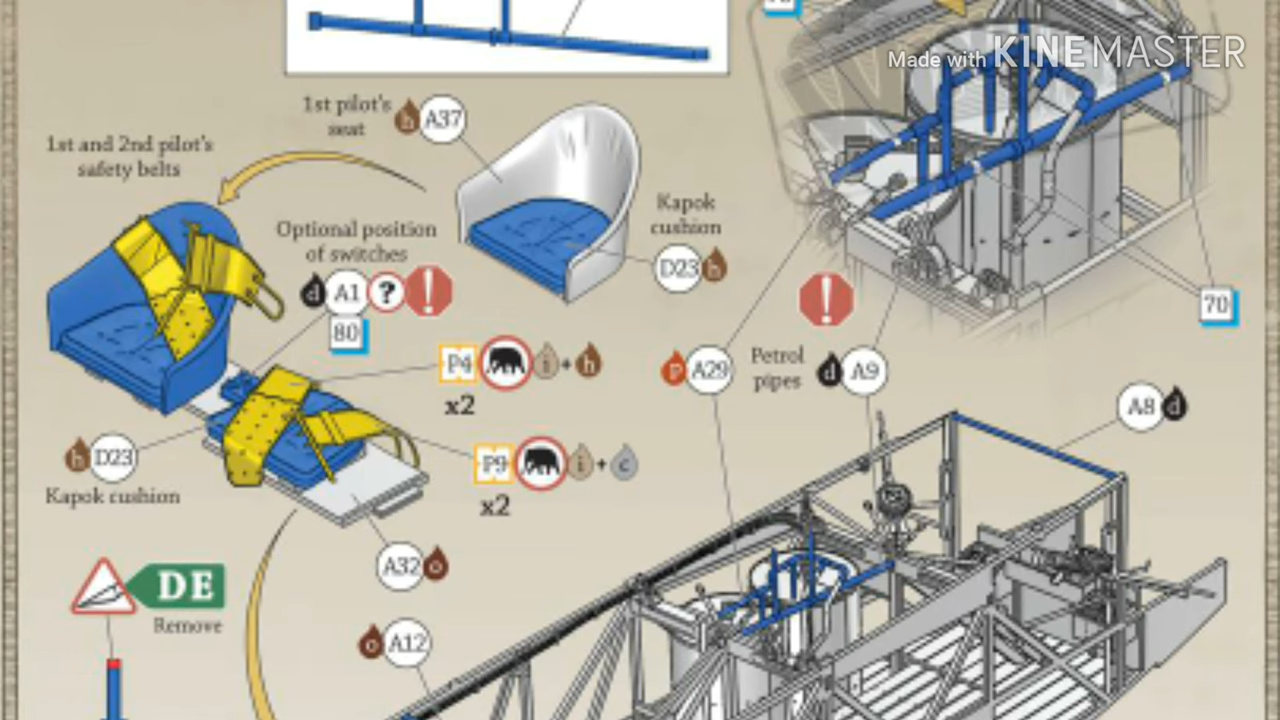 Made with KINEMASTER
1st pilot's
seat
h A37
1st and 2nd pilot's
safety belts
Kapok
cushion
D23 h
Optional position
of switches
d A1 ? !
80
!
70
P4 i + h
x2
p A29
Petrol
pipes
d A9
A8 d
h D23
Kapok cushion
P9 i + c
x2
A32 o
DE
Remove
o A12